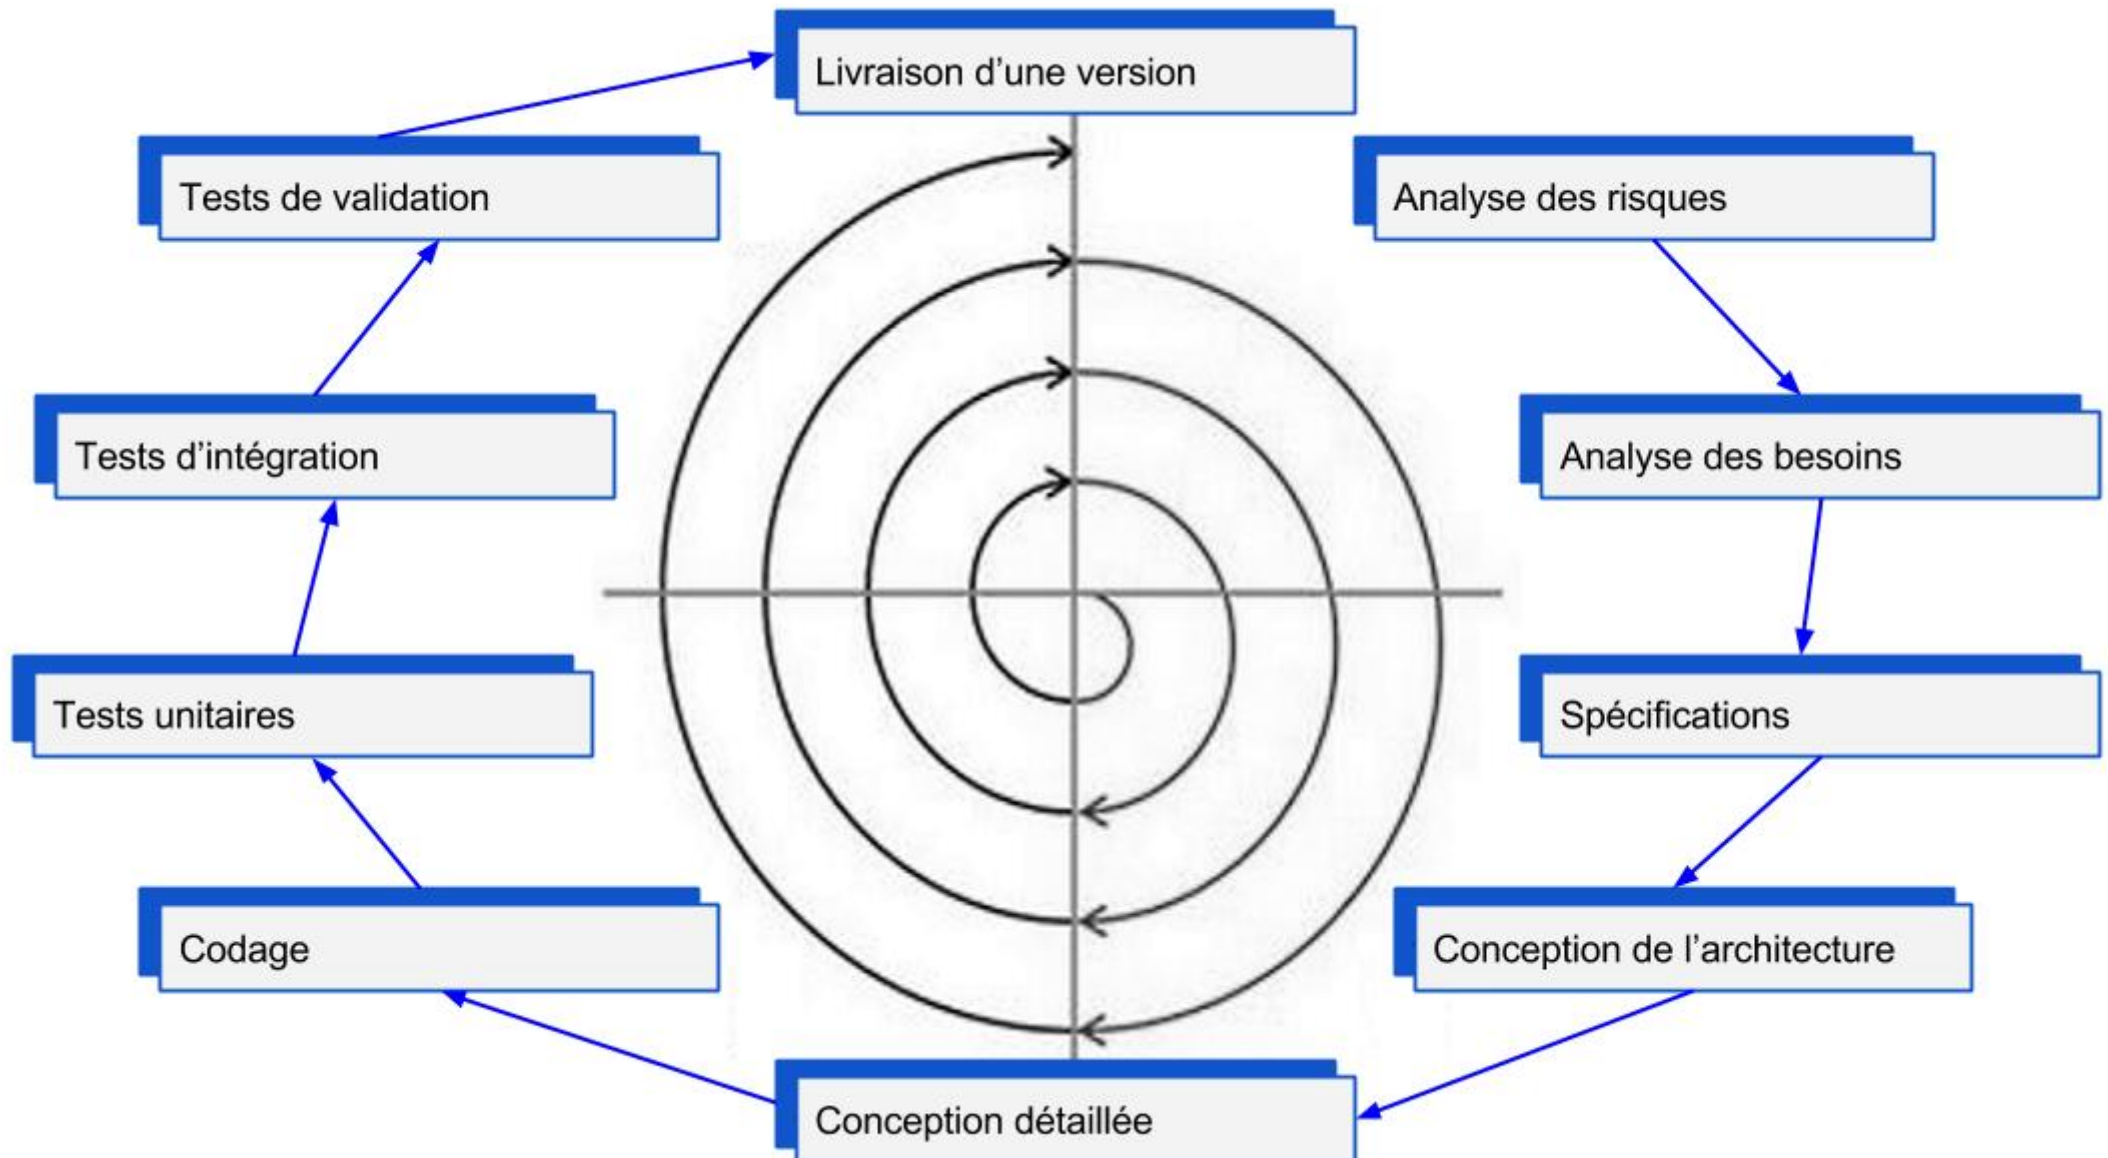 Livraison d’une version
Tests de validation
Analyse des risques
Tests d’intégration
Analyse des besoins
Tests unitaires
Spécifications
Codage
Conception de l’architecture
Conception détaillée